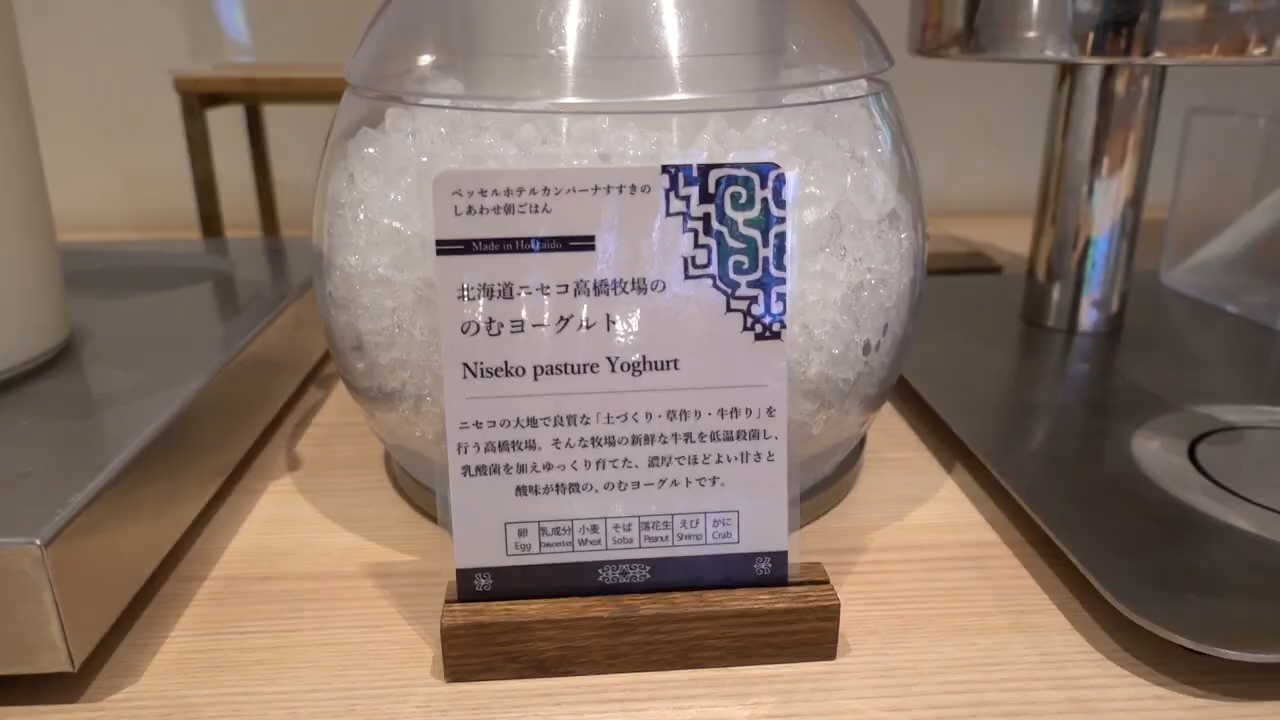 ベッセルホテルカンパーナすすきの
しあわせ朝ごはん
Made in Hokkaido
北海道ニセコ高橋牧場の
のむヨーグルト
Niseko pasture Yoghurt
ニセコの大地で良質な「土づくり・草作り・牛作り」を
行う高橋牧場。そんな牧場の新鮮な牛乳を低温殺菌し、
乳酸菌を加えゆっくり育てた、濃厚でほどよい甘さと
酸味が特徴の、のむヨーグルトです。
卵 乳成分 小麦 そば 落花生 えび かに
Egg Wheat Soba Peanut Shrimp Crab